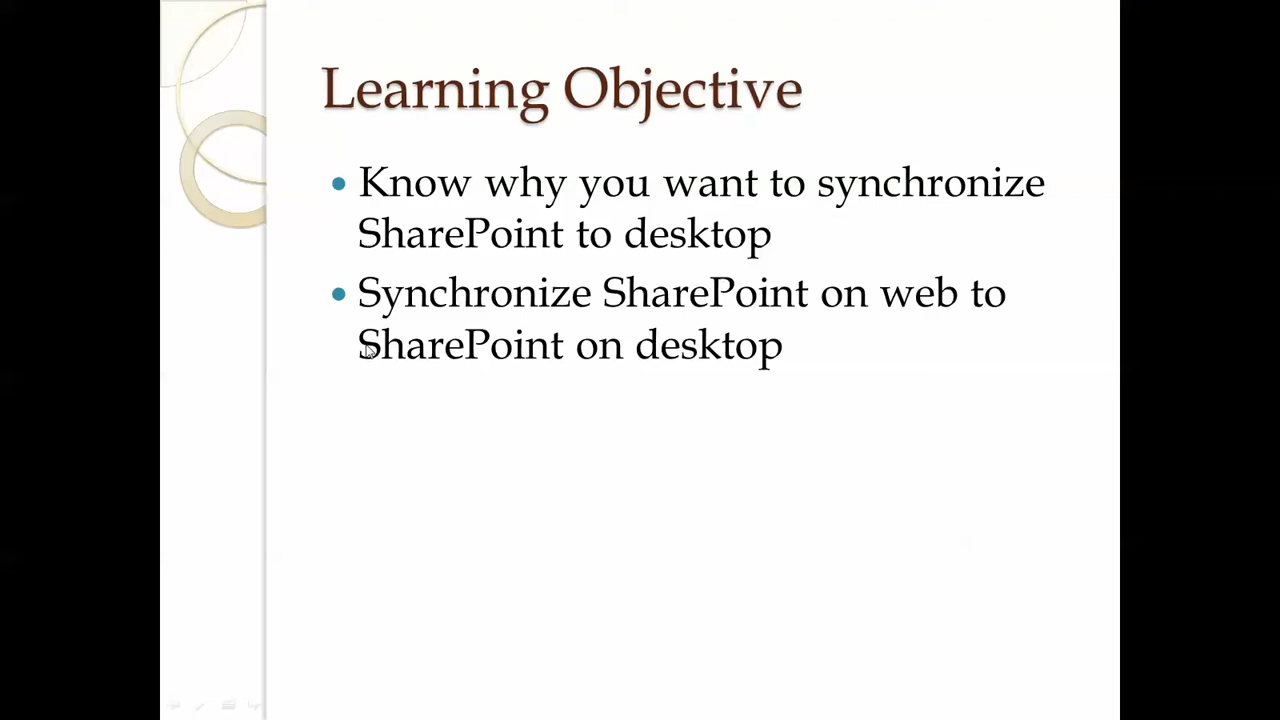 Learning Objective
• Know why you want to synchronize
SharePoint to desktop
• Synchronize SharePoint on web to
SharePoint on desktop